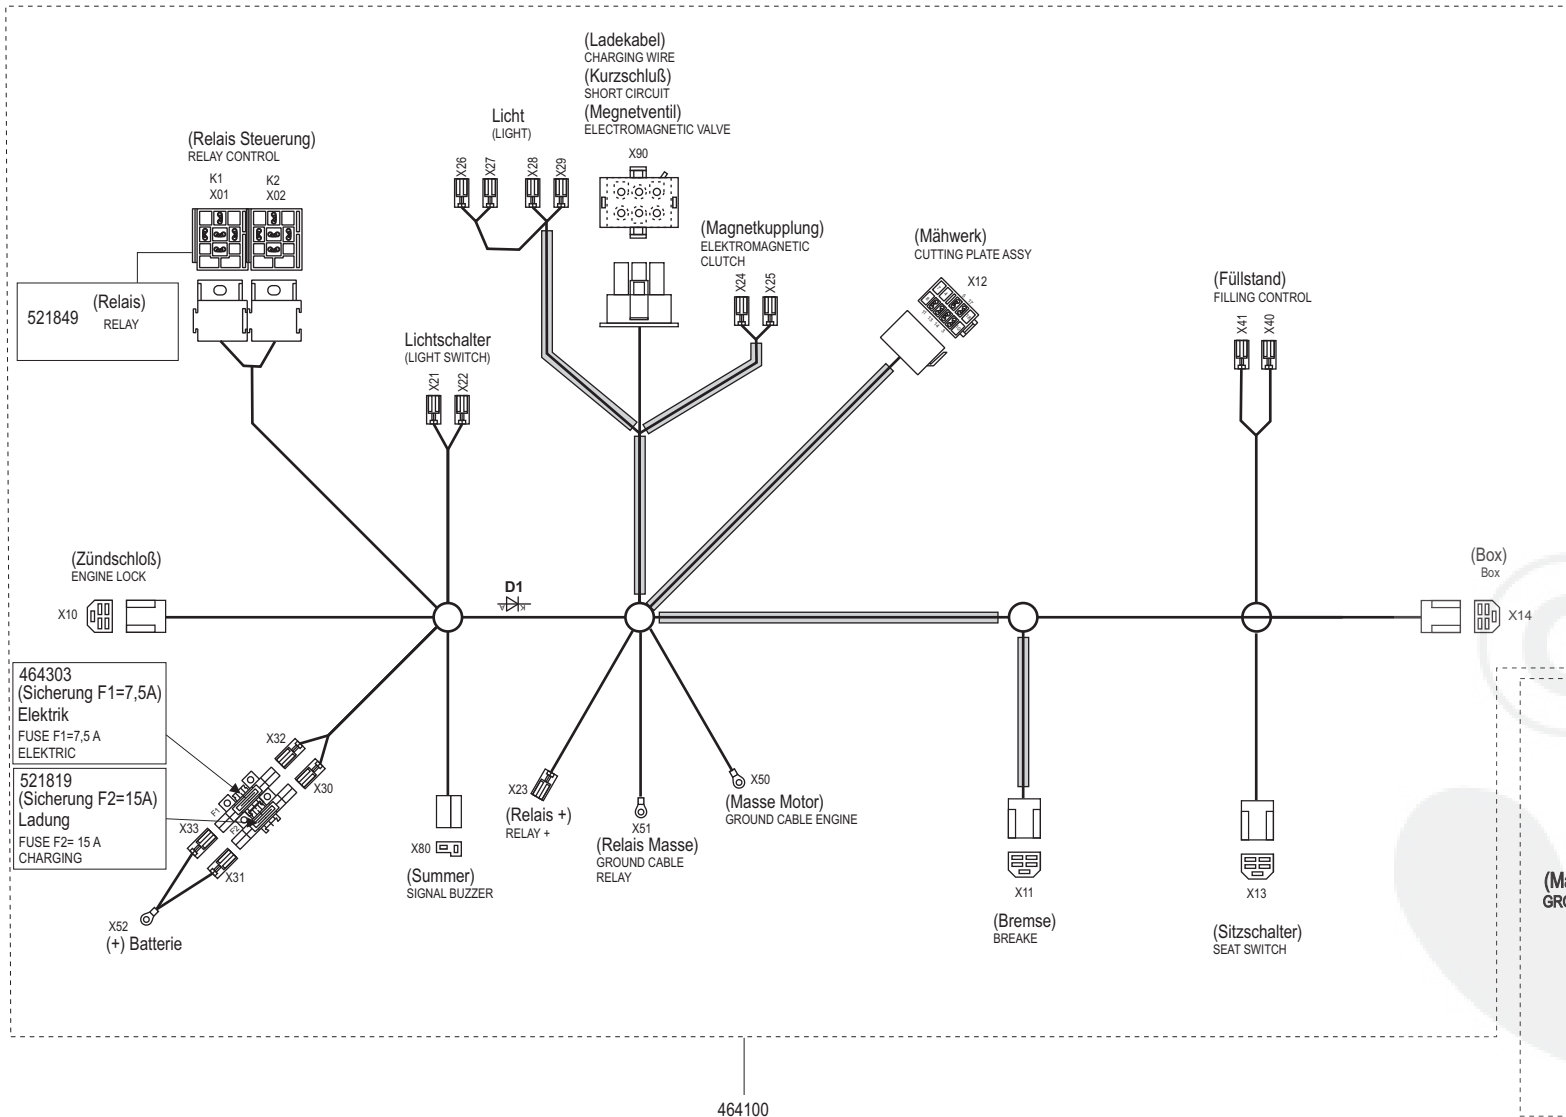 (Ladekabel)
CHARGING WIRE
(Kurzschluß)
SHORT CIRCUIT
(Megnetventil)
ELECTROMAGNETIC VALVE
X90
Licht
(LIGHT)
X26
X27
X28
X29
(Relais Steuerung)
RELAY CONTROL
K1
X01
K2
X02
521849
(Relais)
RELAY
(Magnetkupplung)
ELEKTROMAGNETIC
CLUTCH
X24
X25
(Mähwerk)
CUTTING PLATE ASSY
X12
(Füllstand)
FILLING CONTROL
X41
X40
Lichtschalter
(LIGHT SWITCH)
X21
X22
(Zündschloß)
ENGINE LOCK
X10
D1
A
K
(Box)
Box
X14
464303
(Sicherung F1=7,5A)
Elektrik
FUSE F1=7,5 A
ELEKTRIC
521819
(Sicherung F2=15A)
Ladung
FUSE F2= 15 A
CHARGING
X32
X30
F1
F2
X33
X31
X52
(+) Batterie
X80
(Summer)
SIGNAL BUZZER
X23
(Relais +)
RELAY +
X51
(Relais Masse)
GROUND CABLE
RELAY
X50
(Masse Motor)
GROUND CABLE ENGINE
X11
(Bremse)
BREAKE
X13
(Sitzschalter)
SEAT SWITCH
(Ma
GRO
464100